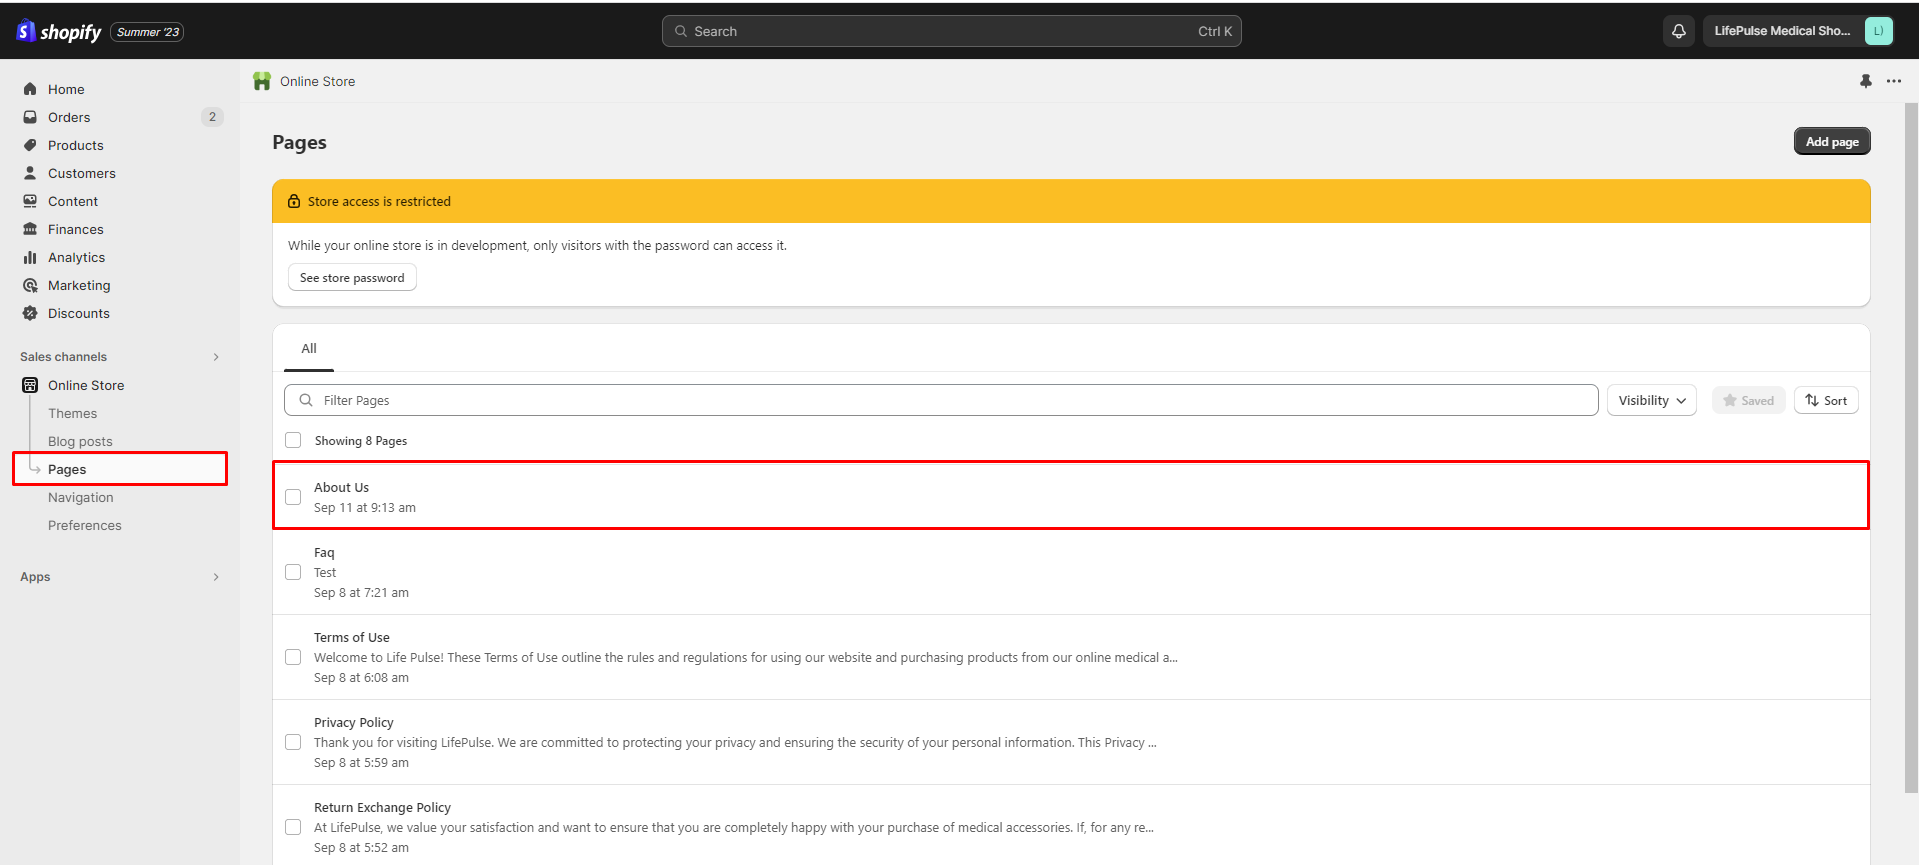 shopify Summer '23
Search Ctrl K
LifePulse Medical Sho... L)
Home
Orders 2
Products
Customers
Content
Finances
Analytics
Marketing
Discounts
Sales channels
Online Store
Themes
Blog posts
Pages
Navigation
Preferences
Apps
Online Store
Pages
Add page
Store access is restricted
While your online store is in development, only visitors with the password can access it.
See store password
All
Filter Pages
Visibility
Saved
Sort
Showing 8 Pages
About Us
Sep 11 at 9:13 am
Faq
Test
Sep 8 at 7:21 am
Terms of Use
Welcome to Life Pulse! These Terms of Use outline the rules and regulations for using our website and purchasing products from our online medical a...
Sep 8 at 6:08 am
Privacy Policy
Thank you for visiting LifePulse. We are committed to protecting your privacy and ensuring the security of your personal information. This Privacy ...
Sep 8 at 5:59 am
Return Exchange Policy
At LifePulse, we value your satisfaction and want to ensure that you are completely happy with your purchase of medical accessories. If, for any re...
Sep 8 at 5:52 am